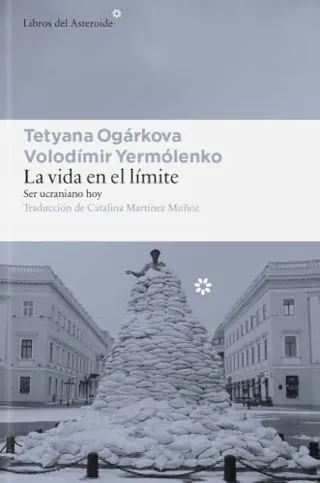 Libros del Asteroide
Tetyana Ogárkova
Volodímir Yermólenko
La vida en el límite
Ser ucraniano hoy
Traducción de Catalina Martínez Muñoz